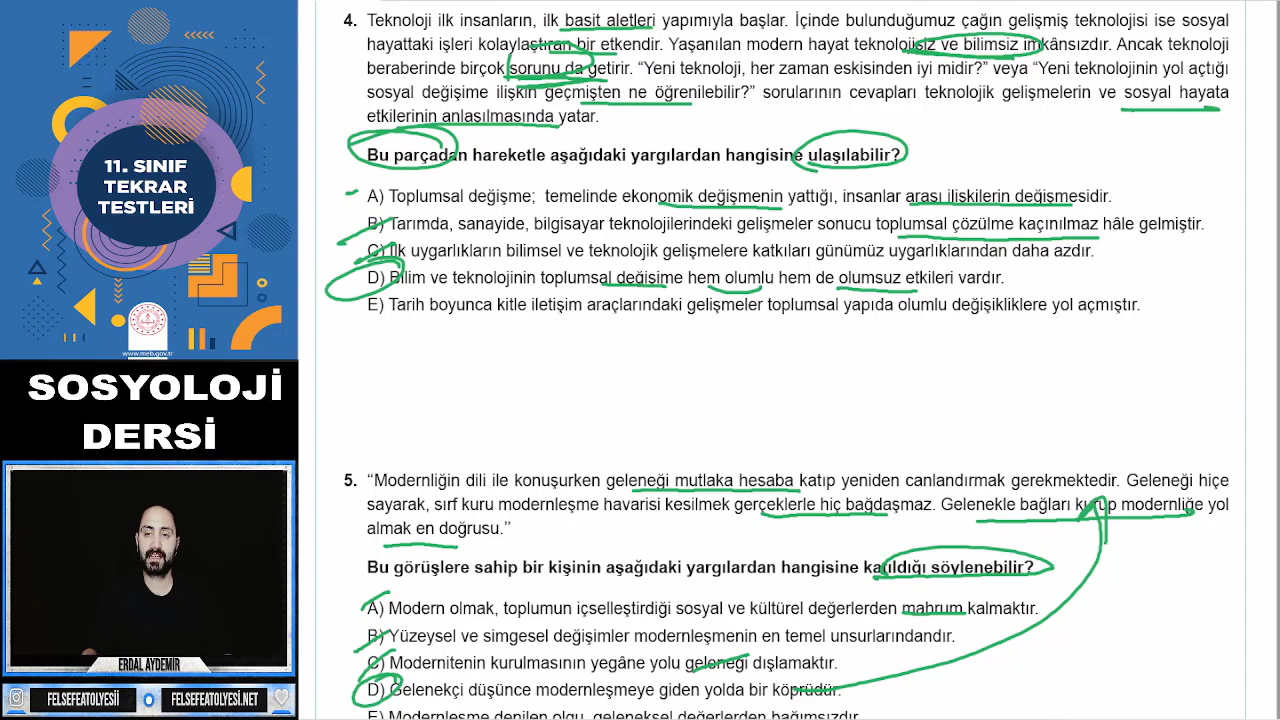 11. SINIF
TEKRAR
TESTLERİ
www.meb.gov.tr
SOSYOLOJİ
DERSİ
ERDAL AYDEMİR
FELSEFEATOLYESİİ
FELSEFEATOLYESİ.NET
4. Teknoloji ilk insanların, ilk basit aletleri yapımıyla başlar. İçinde bulunduğumuz çağın gelişmiş teknolojisi ise sosyal
hayattaki işleri kolaylaştıran bir etkendir. Yaşanılan modern hayat teknolojisiz ve bilimsiz imkânsızdır. Ancak teknoloji
beraberinde birçok sorunu da getirir. “Yeni teknoloji, her zaman eskisinden iyi midir?” veya “Yeni teknolojinin yol açtığı
sosyal değişime ilişkin geçmişten ne öğrenilebilir?” sorularının cevapları teknolojik gelişmelerin ve sosyal hayata
etkilerinin anlaşılmasında yatar.
Bu parçadan hareketle aşağıdaki yargılardan hangisine ulaşılabilir?
A) Toplumsal değişme; temelinde ekonomik değişmenin yattığı, insanlar arası iliskilerin değişmesidir.
B) Tarımda, sanayide, bilgisayar teknolojilerindeki gelişmeler sonucu toplumsal çözülme kaçınılmaz hâle gelmiştir.
C) İlk uygarlıkların bilimsel ve teknolojik gelişmelere katkıları günümüz uygarlıklarından daha azdır.
D) Bilim ve teknolojinin toplumsal değişime hem olumlu hem de olumsuz etkileri vardır.
E) Tarih boyunca kitle iletişim araçlarındaki gelişmeler toplumsal yapıda olumlu değişikliklere yol açmıştır.
5. ‘‘Modernliğin dili ile konuşurken geleneği mutlaka hesaba katıp yeniden canlandırmak gerekmektedir. Geleneği hiçe
sayarak, sırf kuru modernleşme havarisi kesilmek gerçeklerle hiç bağdaşmaz. Gelenekle bağları kurup modernliğe yol
almak en doğrusu.’’
Bu görüşlere sahip bir kişinin aşağıdaki yargılardan hangisine katıldığı söylenebilir?
A) Modern olmak, toplumun içselleştirdiği sosyal ve kültürel değerlerden mahrum kalmaktır.
B) Yüzeysel ve simgesel değişimler modernleşmenin en temel unsurlarındandır.
C) Modernitenin kurulmasının yegâne yolu geleneği dışlamaktır.
D) Gelenekçi düşünce modernleşmeye giden yolda bir köprüdür.
E) Modernleşme denilen olgu, geleneksel değerlerden bağımsızdır.